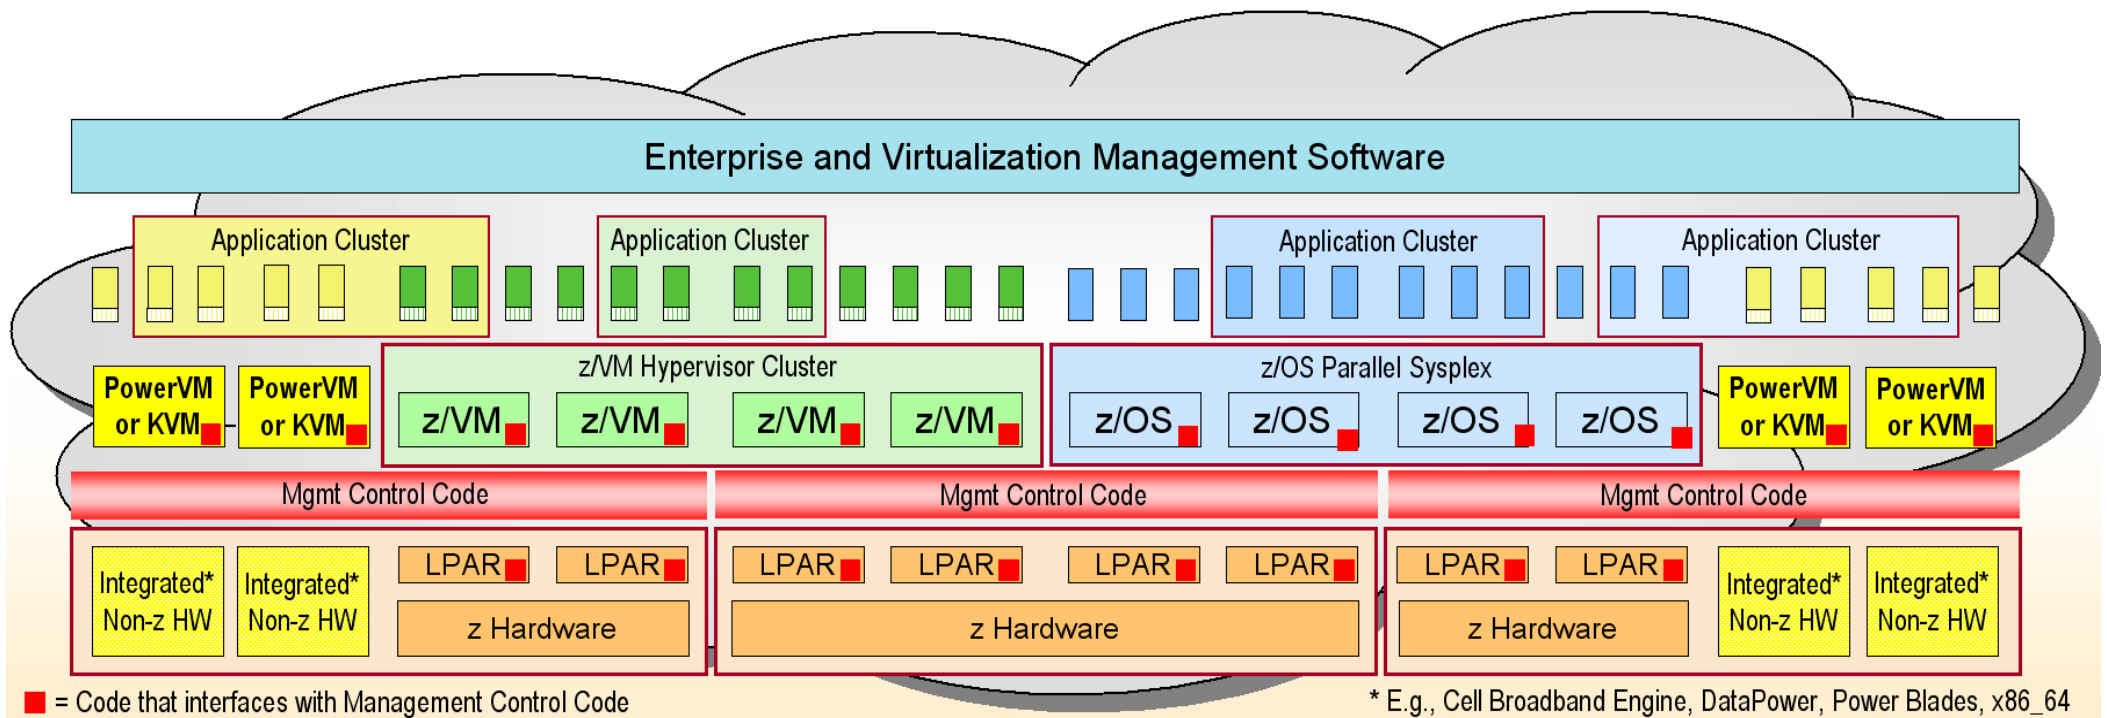 Enterprise and Virtualization Management Software
Application Cluster
Application Cluster
Application Cluster
Application Cluster
z/VM Hypervisor Cluster
z/OS Parallel Sysplex
PowerVM
or KVM
PowerVM
or KVM
z/VM
z/VM
z/VM
z/VM
z/OS
z/OS
z/OS
z/OS
PowerVM
or KVM
PowerVM
or KVM
Mgmt Control Code
Mgmt Control Code
Mgmt Control Code
Integrated*
Non-z HW
Integrated*
Non-z HW
LPAR
LPAR
z Hardware
LPAR
LPAR
LPAR
LPAR
z Hardware
LPAR
LPAR
z Hardware
Integrated*
Non-z HW
Integrated*
Non-z HW
= Code that interfaces with Management Control Code
* E.g., Cell Broadband Engine, DataPower, Power Blades, x86_64